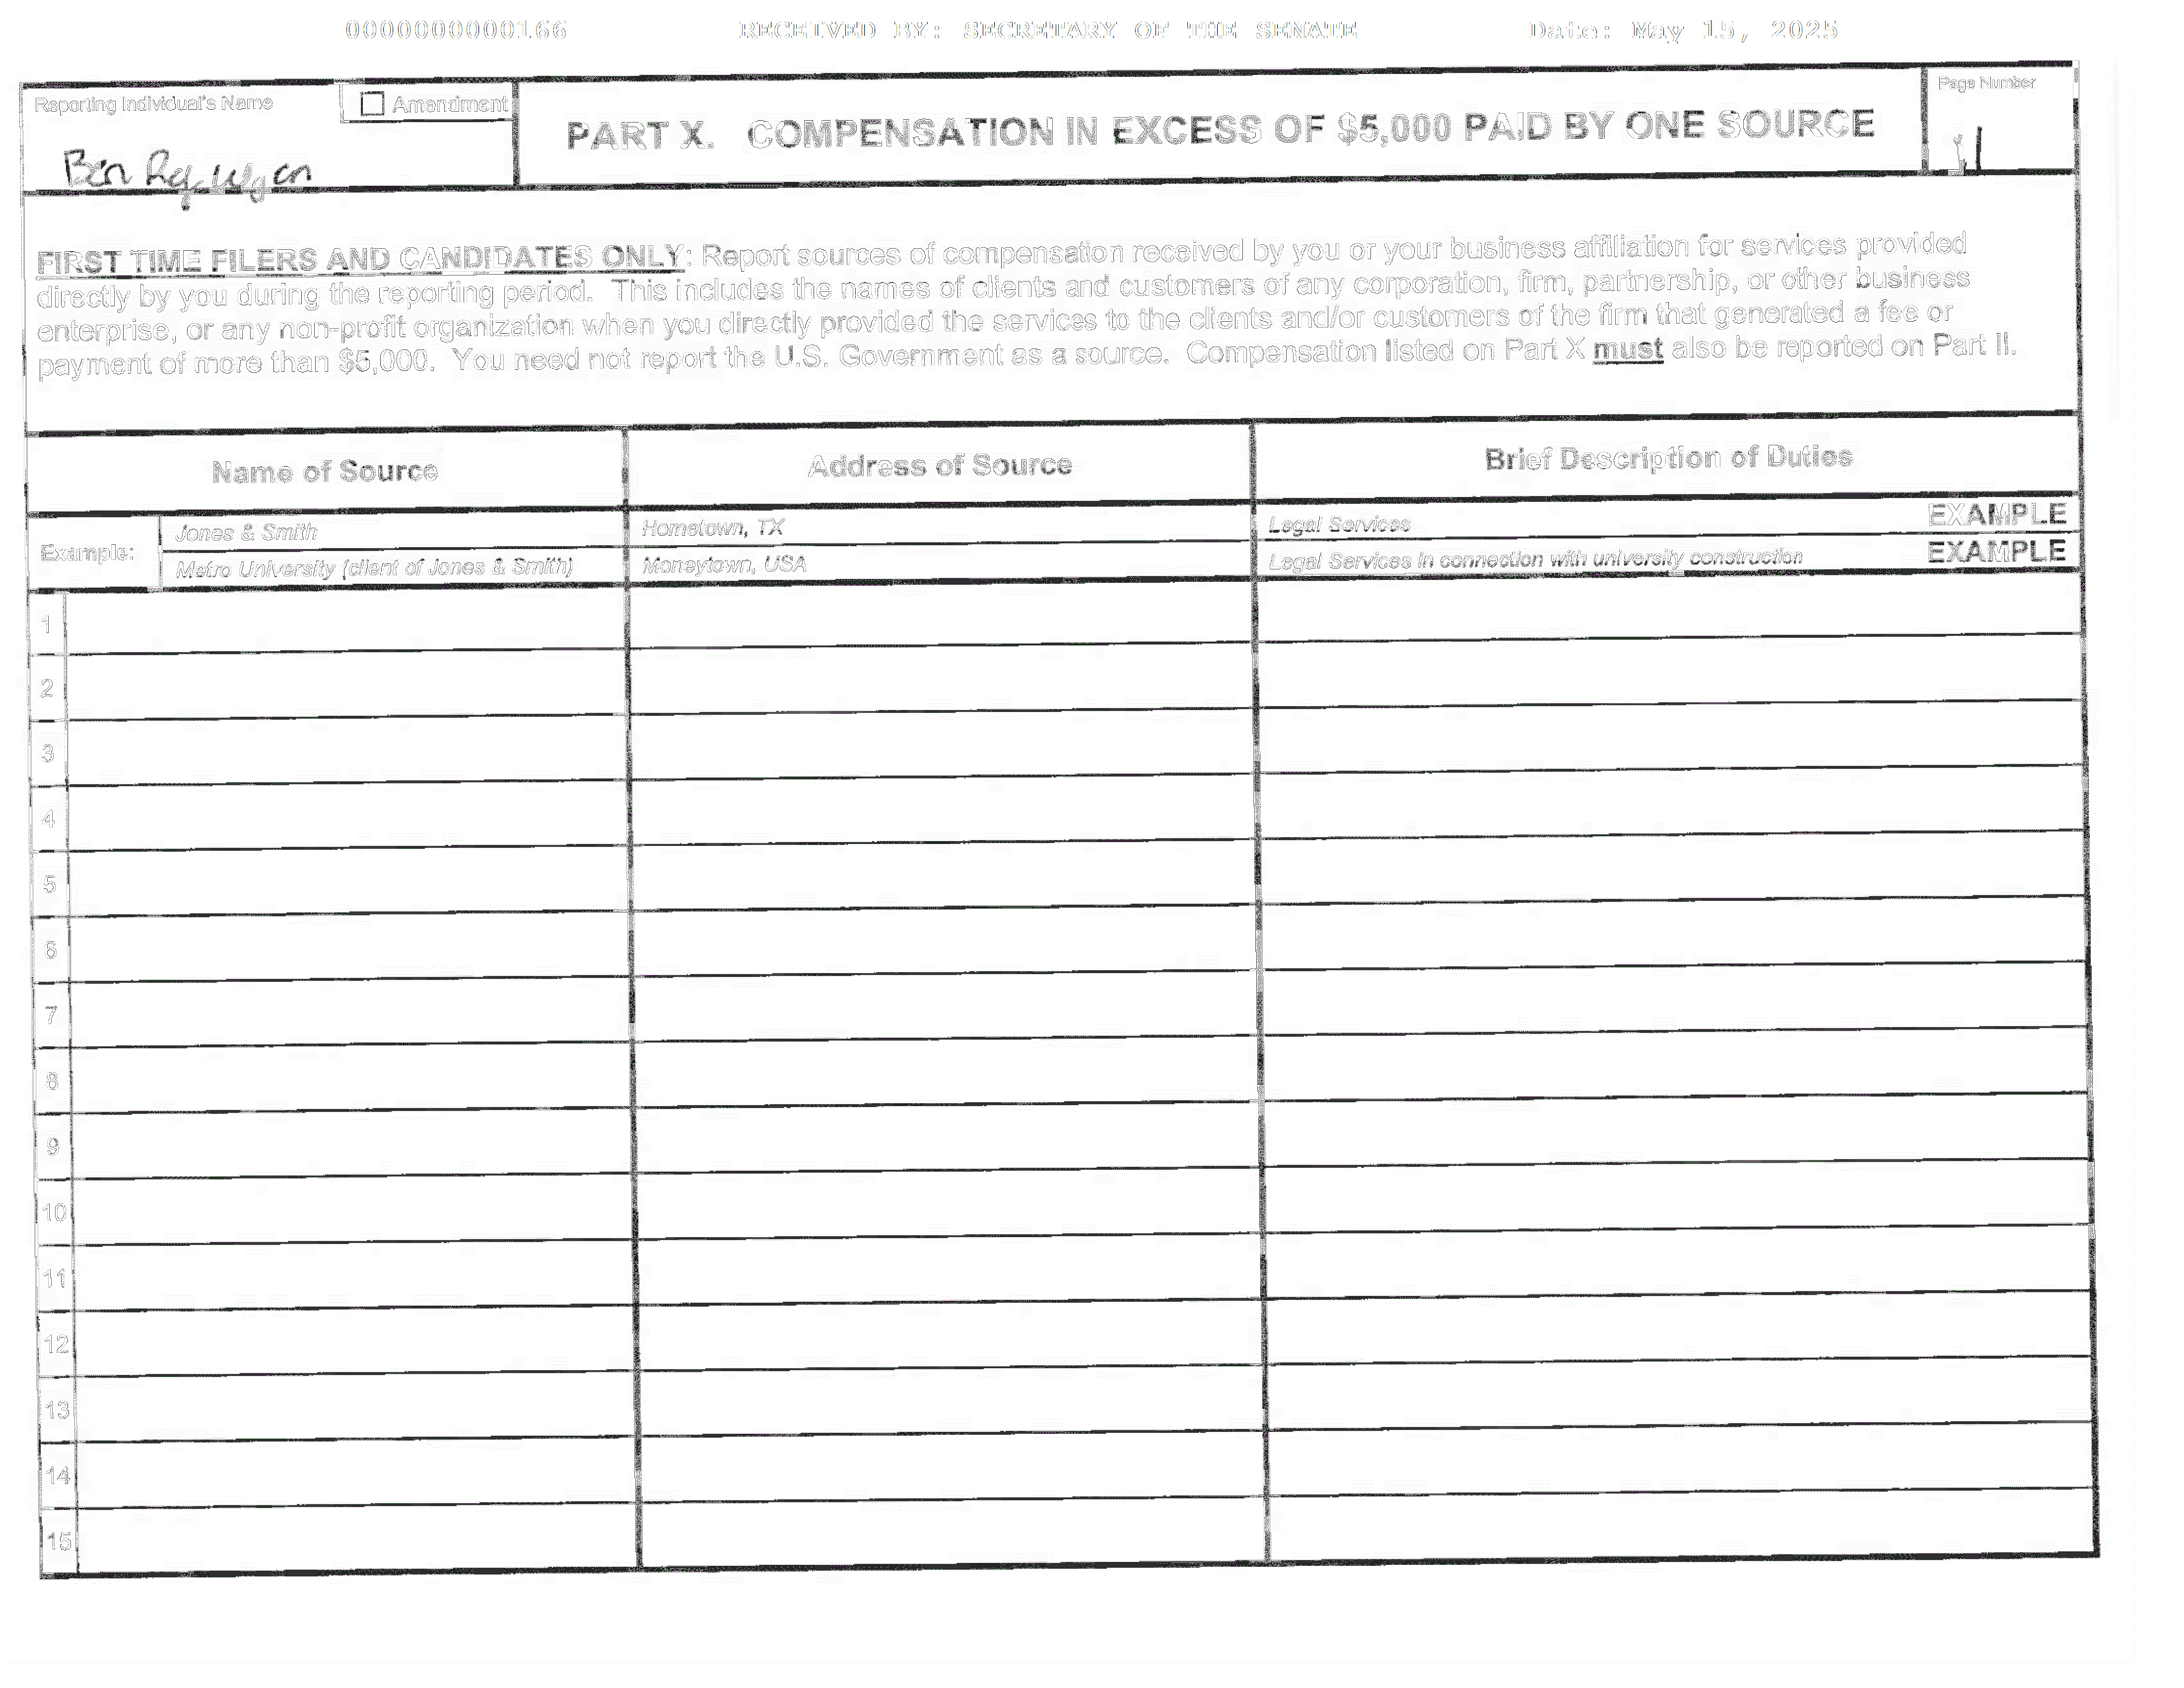 0000000000166 RECEIVED BY: SECRETARY OF THE SENATE Date: May 15, 2025
Reporting Individual's Name
Amendment
Ben
PART X. COMPENSATION IN EXCESS OF $5,000 PAID BY ONE SOURCE
Page Number
11
FIRST TIME FILERS AND CANDIDATES ONLY: Report sources of compensation received by you or your business affiliation for services provided
directly by you during the reporting period. This includes the names of clients and customers of any corporation, firm, partnership, or other business
enterprise, or any non-profit organization when you directly provided the services to the clients and/or customers of the firm that generated a fee or
payment of more than $5,000. You need not report the U.S. Government as a source. Compensation listed on Part X must also be reported on Part II.
Name of Source Address of Source Brief Description of Duties
Example:
Jones & Smith Hometown, TX Legal Services EXAMPLE
Metro University (client of Jones & Smith) Moneytown, USA Legal Services in connection with university construction EXAMPLE
1
2
3
4
5
6
7
8
9
10
11
12
13
14
15